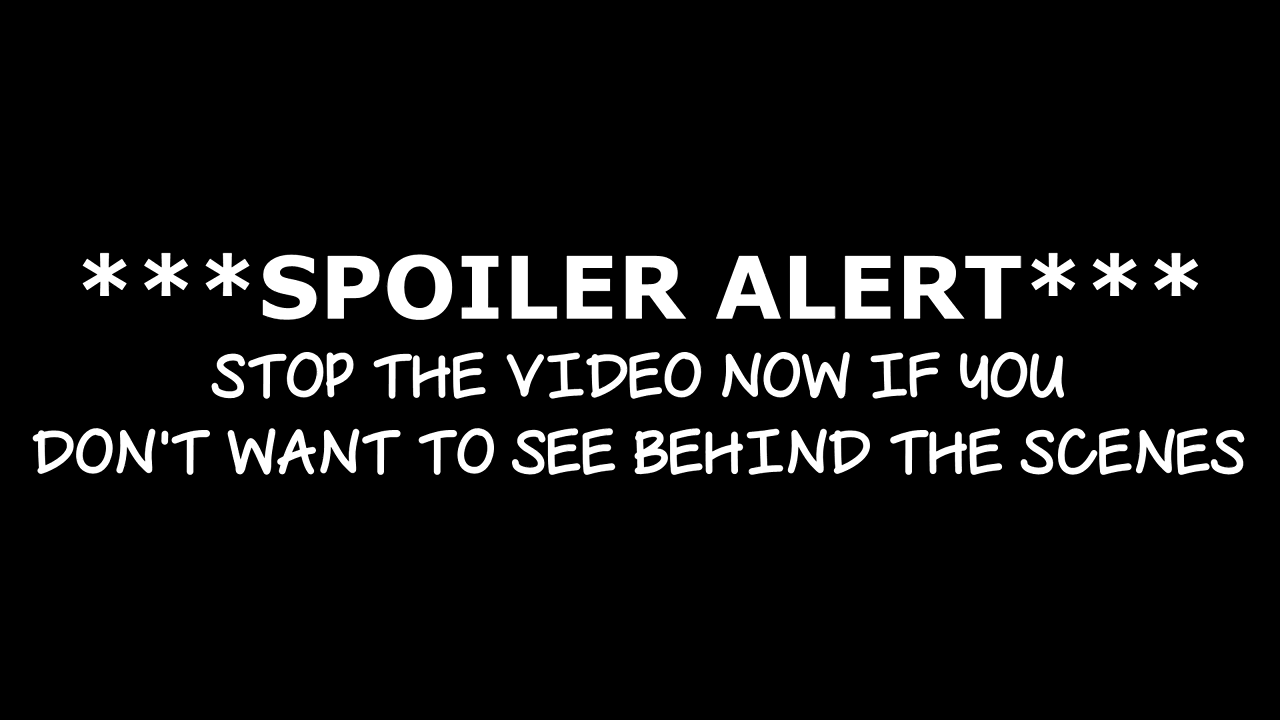 ***SPOILER ALERT***
STOP THE VIDEO NOW IF YOU
DON'T WANT TO SEE BEHIND THE SCENES